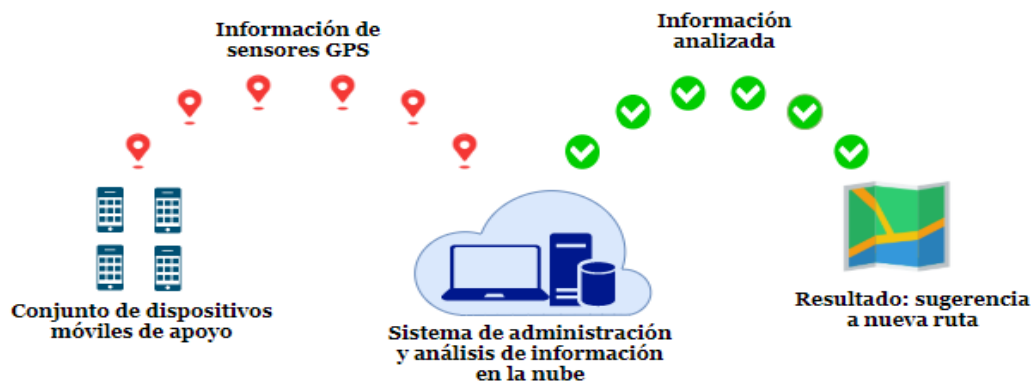 Información de
sensores GPS
Información
analizada
Conjunto de dispositivos
móviles de apoyo
Sistema de administración
y análisis de información
en la nube
Resultado: sugerencia
a nueva ruta